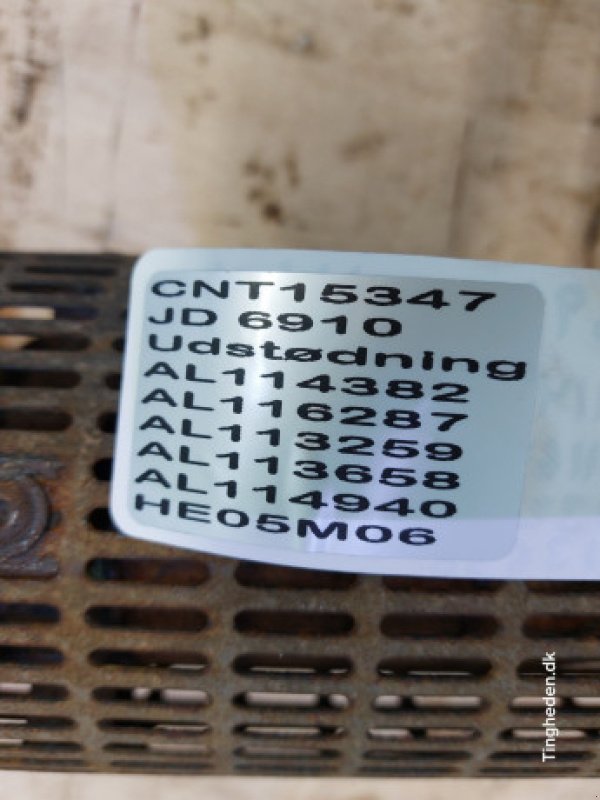 CNT15347
JD 6910
Udstødning
AL114382
AL116287
AL113259
AL113658
AL114940
HE05M06
Tingheden.dk